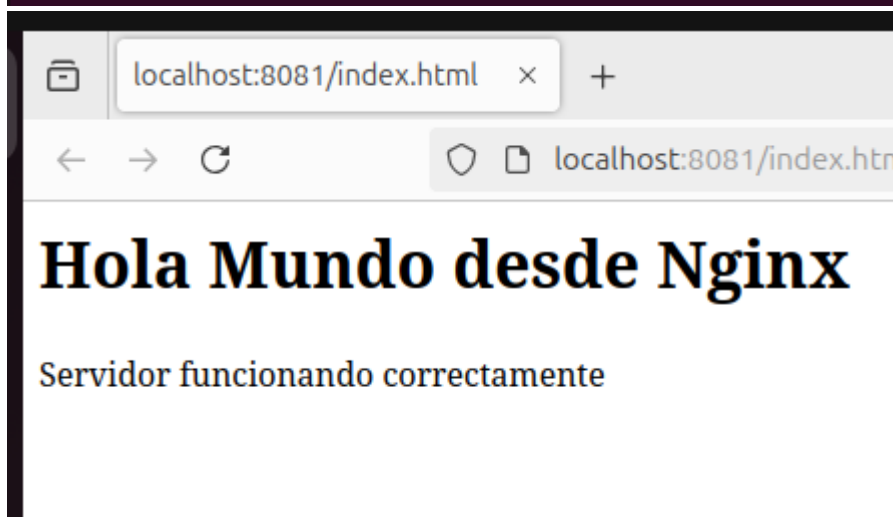 localhost:8081/index.html
localhost:8081/index.htm
Hola Mundo desde Nginx
Servidor funcionando correctamente